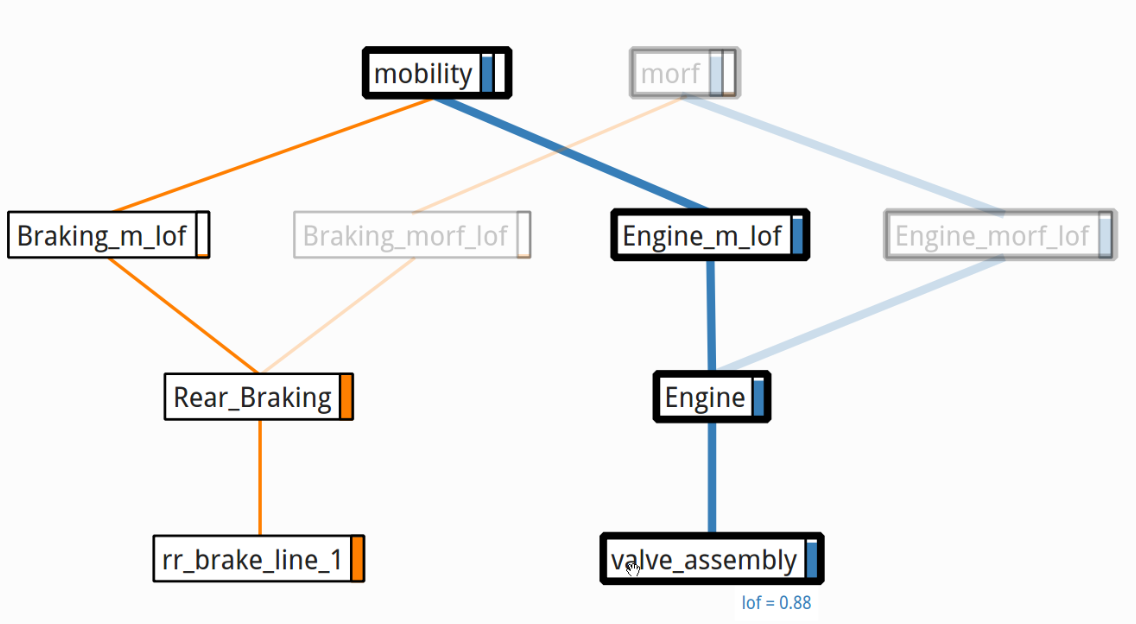 mobility
morf
Braking_m_lof
Braking_morf_lof
Engine_m_lof
Engine_morf_lof
Rear_Braking
Engine
rr_brake_line_1
valve_assembly
lof = 0.88